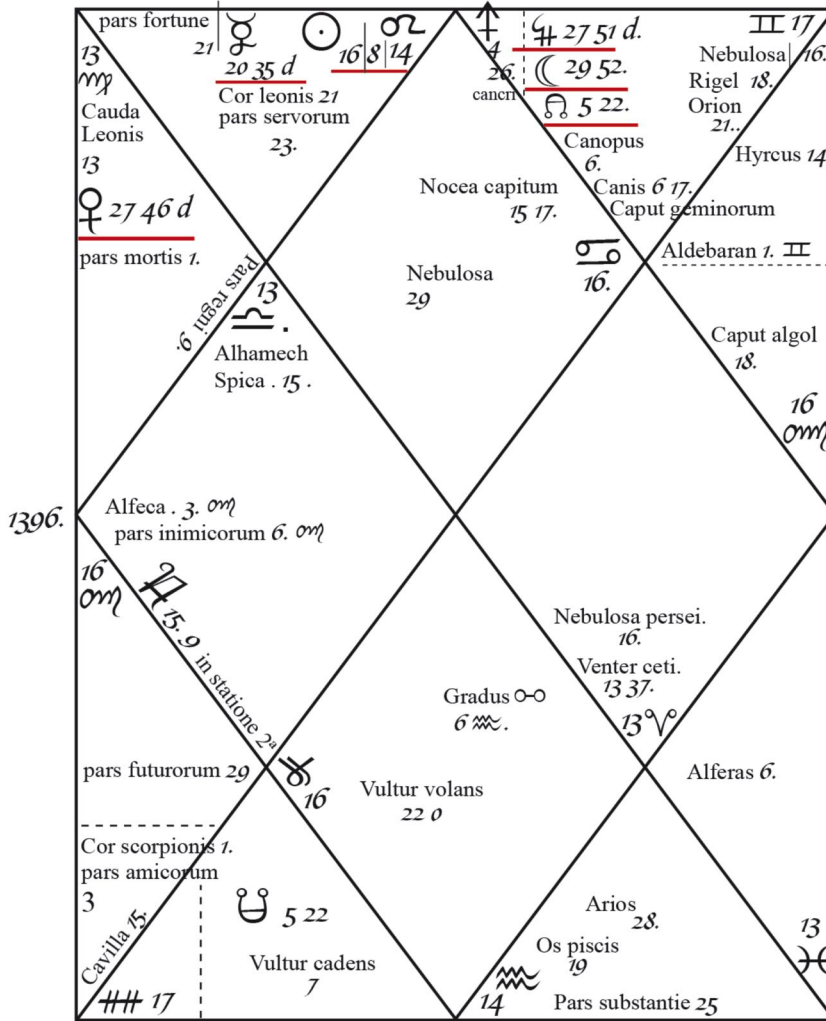 pars fortune
21
☿
20 35 d
☉
16|8|14
♌
Cor leonis 21
pars servorum
23.
13
♍
Cauda
Leonis
13
♀ 27 46 d
pars mortis 1.
Pars regni 9.
4
26.
cancri
27 51 d.
☾ 29 52.
☊ 5 22.
Canopus
6.
Canis 6 17.
Caput geminorum
Nocea capitum
15 17.
Nebulosa
29
♋
16.
♊ 17
Nebulosa 16.
Rigel 18.
Orion
21..
Hyrcus 14
Aldebaran 1. ♊
Caput algol
18.
16
♏
13
♎ .
Alhamech
Spica . 15 .
1396.
Alfeca . 3. ♏
pars inimicorum 6. ♏
16
♏
15. 9 in statione 2ª
pars futurorum 29
Cor scorpionis 1.
pars amicorum
3
Cavilla 15.
17
16
☋ 5 22
Vultur cadens
7
Gradus ☍
6 ♒.
Vultur volans
22 0
Nebulosa persei.
16.
Venter ceti.
13 37.
13 ♈
Alferas 6.
Arios
28.
Os piscis
19
♒
14
Pars substantie 25
13
♓